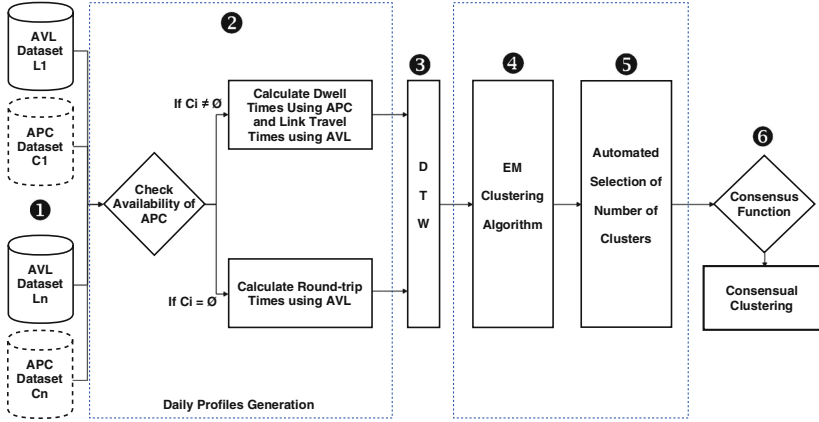 AVL
Dataset
L1
APC
Dataset
C1
❶
AVL
Dataset
Ln
APC
Dataset
Cn
❷
Check
Availability of
APC
If Ci ≠ Ø
Calculate Dwell
Times Using APC
and Link Travel
Times using AVL
If Ci = Ø
Calculate Round-trip
Times using AVL
Daily Profiles Generation
❸
D
T
W
❹
EM
Clustering
Algorithm
❺
Automated
Selection of
Number of
Clusters
❻
Consensus
Function
Consensual
Clustering